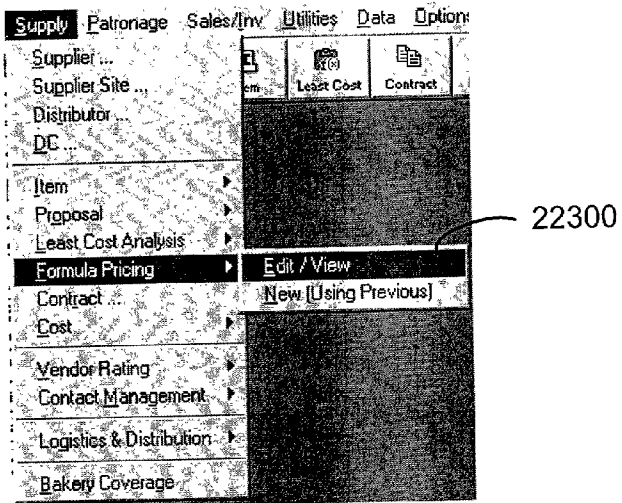 Supply Patronage Sales/Inv Utilities Data Options
Supplier ...
Supplier Site ...
Distributor ...
DC ...
em Least Cost Contract
Item
Proposal
Least Cost Analysis
Formula Pricing
Edit / View
New (Using Previous)
22300
Contract ...
Cost
Vendor Rating
Contact Management
Logistics & Distribution
Bakery Coverage